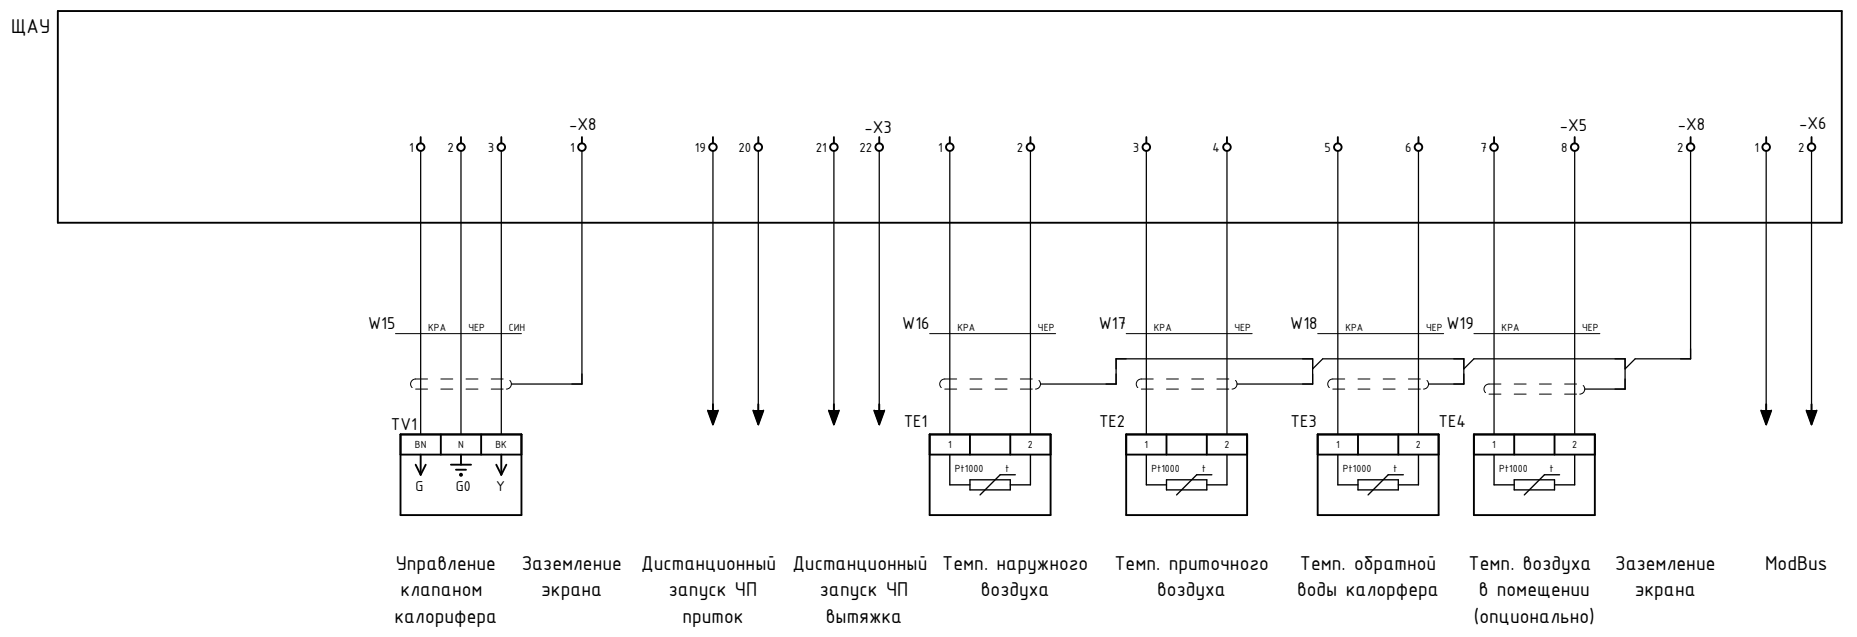 ЩАУ
-X8 -X3 -X5 -X8 -X6
1 2 3 1 19 20 21 22 1 2 3 4 5 6 7 8 2 1 2
W15 КРА ЧЕР СИН W16 КРА ЧЕР W17 КРА ЧЕР W18 КРА ЧЕР W19 КРА ЧЕР
TV1 TE1 TE2 TE3 TE4
BN N BK 1 2 1 2 1 2 1 2
Pt1000 t Pt1000 t Pt1000 t Pt1000 t
G G0 Y
Управление
клапаном
калорифера
Заземление
экрана
Дистанционный
запуск ЧП
приток
Дистанционный
запуск ЧП
вытяжка
Темп. наружного
воздуха
Темп. приточного
воздуха
Темп. обратной
воды калорфера
Темп. воздуха
в помещении
(опционально)
Заземление
экрана
ModBus